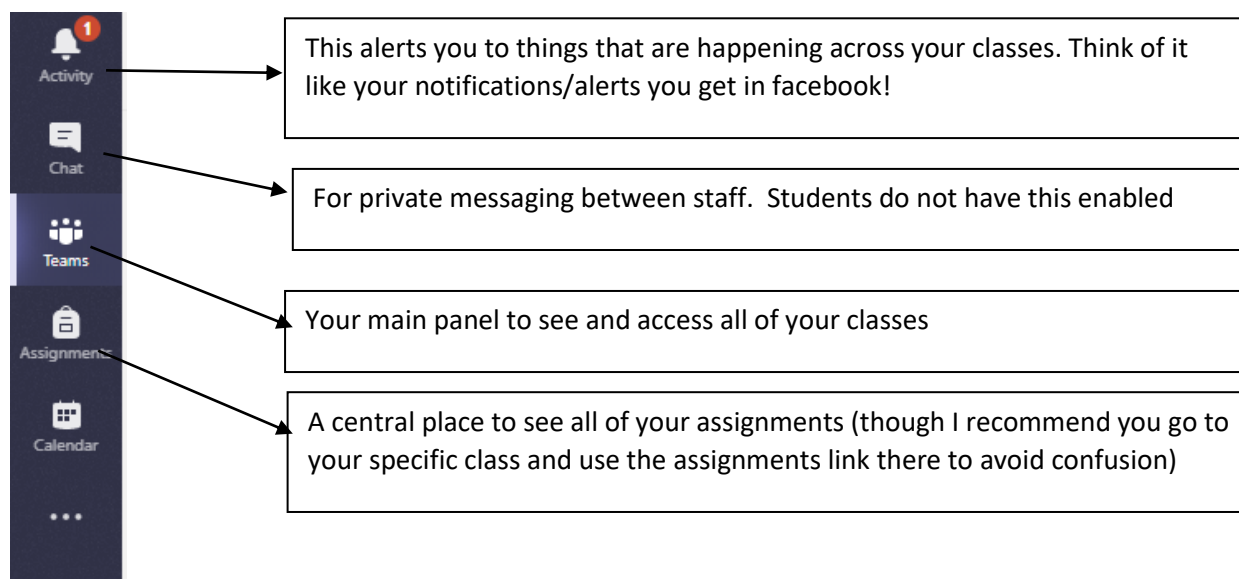 1
Activity
This alerts you to things that are happening across your classes. Think of it
like your notifications/alerts you get in facebook!
Chat
For private messaging between staff.  Students do not have this enabled
Teams
Your main panel to see and access all of your classes
Assignments
A central place to see all of your assignments (though I recommend you go to
your specific class and use the assignments link there to avoid confusion)
Calendar
...